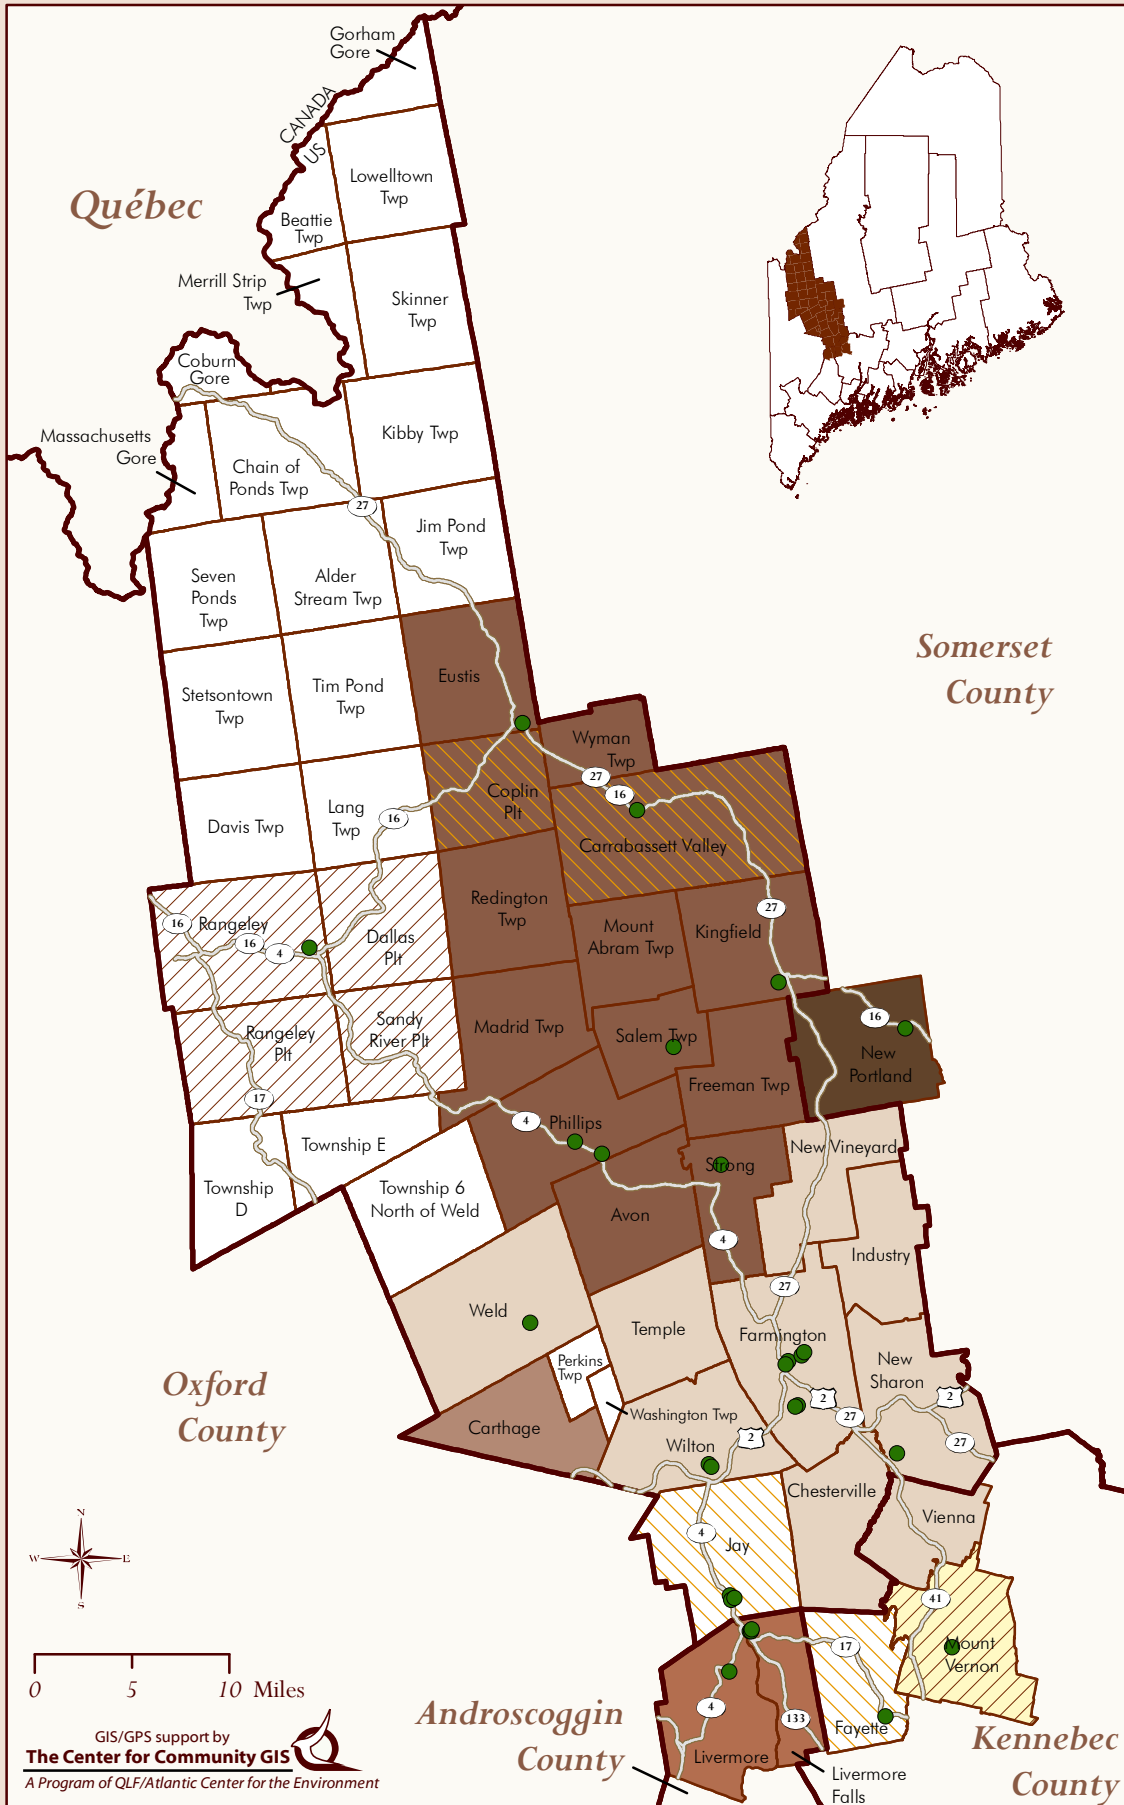 Gorham
Gore
CANADA
US
Lowelltown
Twp
Québec
Beattie
Twp
Merrill Strip
Twp
Skinner
Twp
Coburn
Gore
Massachusetts
Gore
Chain of
Ponds Twp
Kibby Twp
27
Jim Pond
Twp
Seven
Ponds
Twp
Alder
Stream Twp
Somerset
County
Eustis
Stetsontown
Twp
Tim Pond
Twp
Wyman
Twp
27
16
Coplin
Plt
Davis Twp
Lang
Twp
16
Carrabassett Valley
Redington
Twp
27
16
Rangeley
16
4
Dallas
Plt
Mount
Abram Twp
Kingfield
Rangeley
Plt
Sandy
River Plt
Madrid Twp
Salem Twp
16
New
Portland
Freeman Twp
17
4
Phillips
Township E
New Vineyard
Strong
Township
D
Township 6
North of Weld
Avon
4
Industry
27
Weld
Temple
Farmington
Perkins
Twp
New
Sharon
Oxford
County
2
2
27
Washington Twp
Carthage
2
27
Wilton
Chesterville
Vienna
4
Jay
N
W
E
S
41
Mount
Vernon
17
0
5
10 Miles
4
133
Fayette
Androscoggin
County
Kennebec
County
Livermore
Livermore
Falls
GIS/GPS support by
The Center for Community GIS
A Program of QLF/Atlantic Center for the Environment